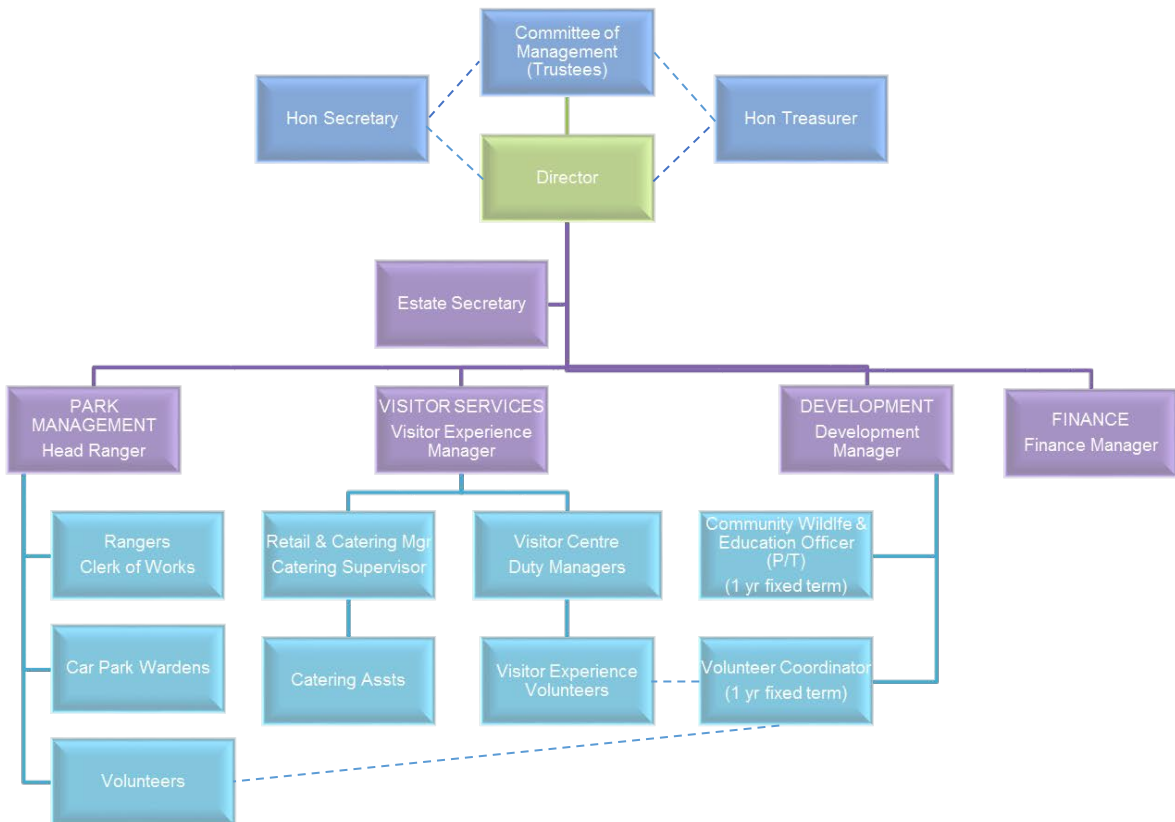 Committee of
Management
(Trustees)
Hon Secretary
Hon Treasurer
Director
Estate Secretary
PARK
MANAGEMENT
Head Ranger
VISITOR SERVICES
Visitor Experience
Manager
DEVELOPMENT
Development
Manager
FINANCE
Finance Manager
Rangers
Clerk of Works
Retail & Catering Mgr
Catering Supervisor
Visitor Centre
Duty Managers
Community Wildlfe &
Education Officer
(P/T)
(1 yr fixed term)
Car Park Wardens
Catering Assts
Visitor Experience
Volunteers
Volunteer Coordinator
(1 yr fixed term)
Volunteers